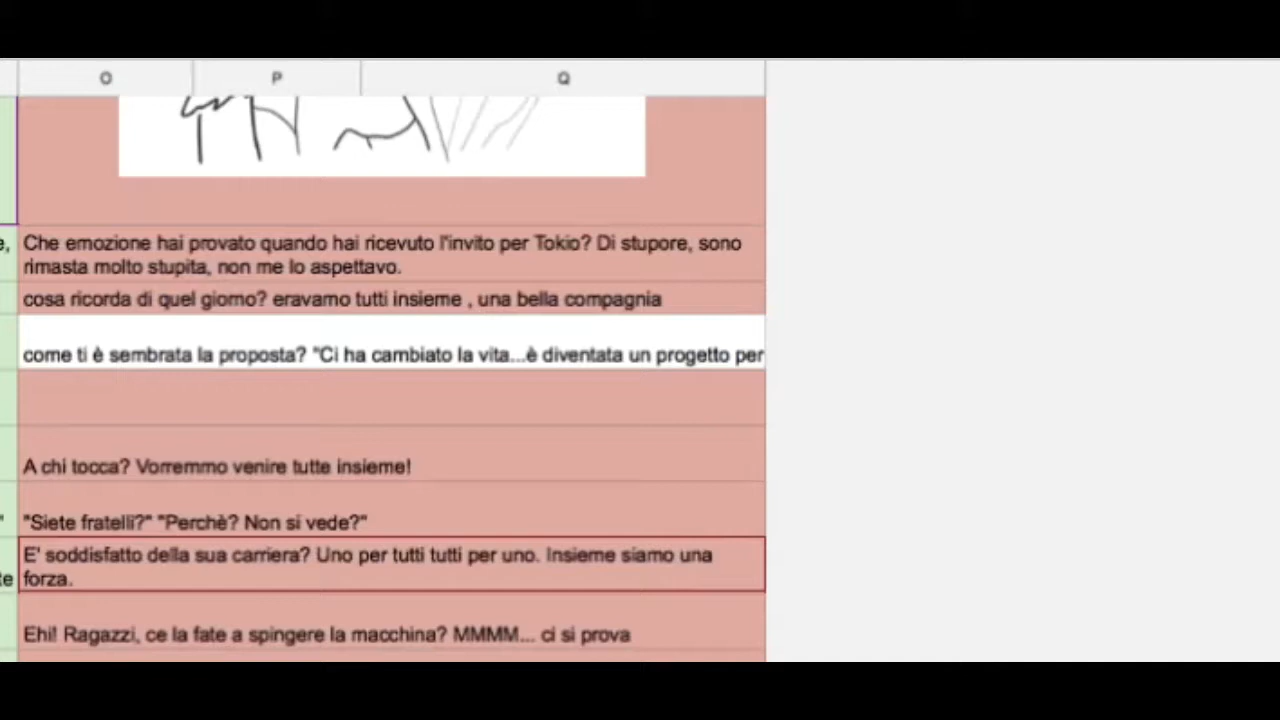 O P Q
e, Che emozione hai provato quando hai ricevuto l'invito per Tokio? Di stupore, sono
rimasta molto stupita, non me lo aspettavo.
cosa ricorda di quel giorno? eravamo tutti insieme , una bella compagnia
come ti è sembrata la proposta? "Ci ha cambiato la vita...è diventata un progetto per
A chi tocca? Vorremmo venire tutte insieme!
" "Siete fratelli?" "Perchè? Non si vede?"
E' soddisfatto della sua carriera? Uno per tutti tutti per uno. Insieme siamo una
te forza.
Ehi! Ragazzi, ce la fate a spingere la macchina? MMMM... ci si prova